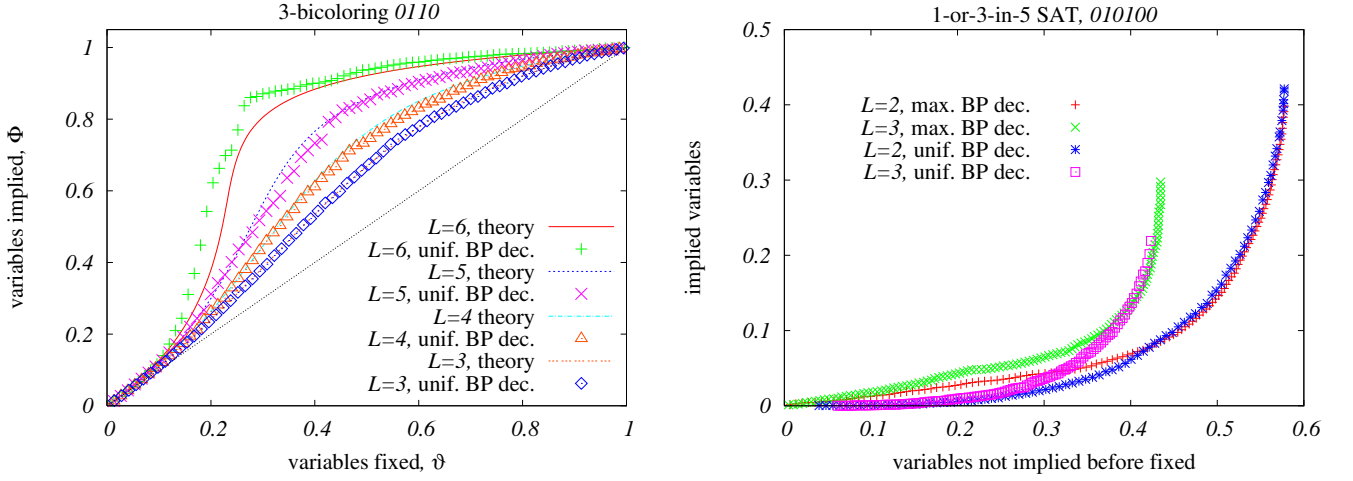 3-bicoloring 0110
1
0.8
0.6
0.4
0.2
0
variables implied, Φ
L=6, theory
L=6, unif. BP dec.
L=5, theory
L=5, unif. BP dec.
L=4 theory
L=4, unif. BP dec.
L=3, theory
L=3, unif. BP dec.
0 0.2 0.4 0.6 0.8 1
variables fixed, ϑ
1-or-3-in-5 SAT, 010100
0.5
0.4
0.3
0.2
0.1
0
implied variables
L=2, max. BP dec.
L=3, max. BP dec.
L=2, unif. BP dec.
L=3, unif. BP dec.
0 0.1 0.2 0.3 0.4 0.5 0.6
variables not implied before fixed